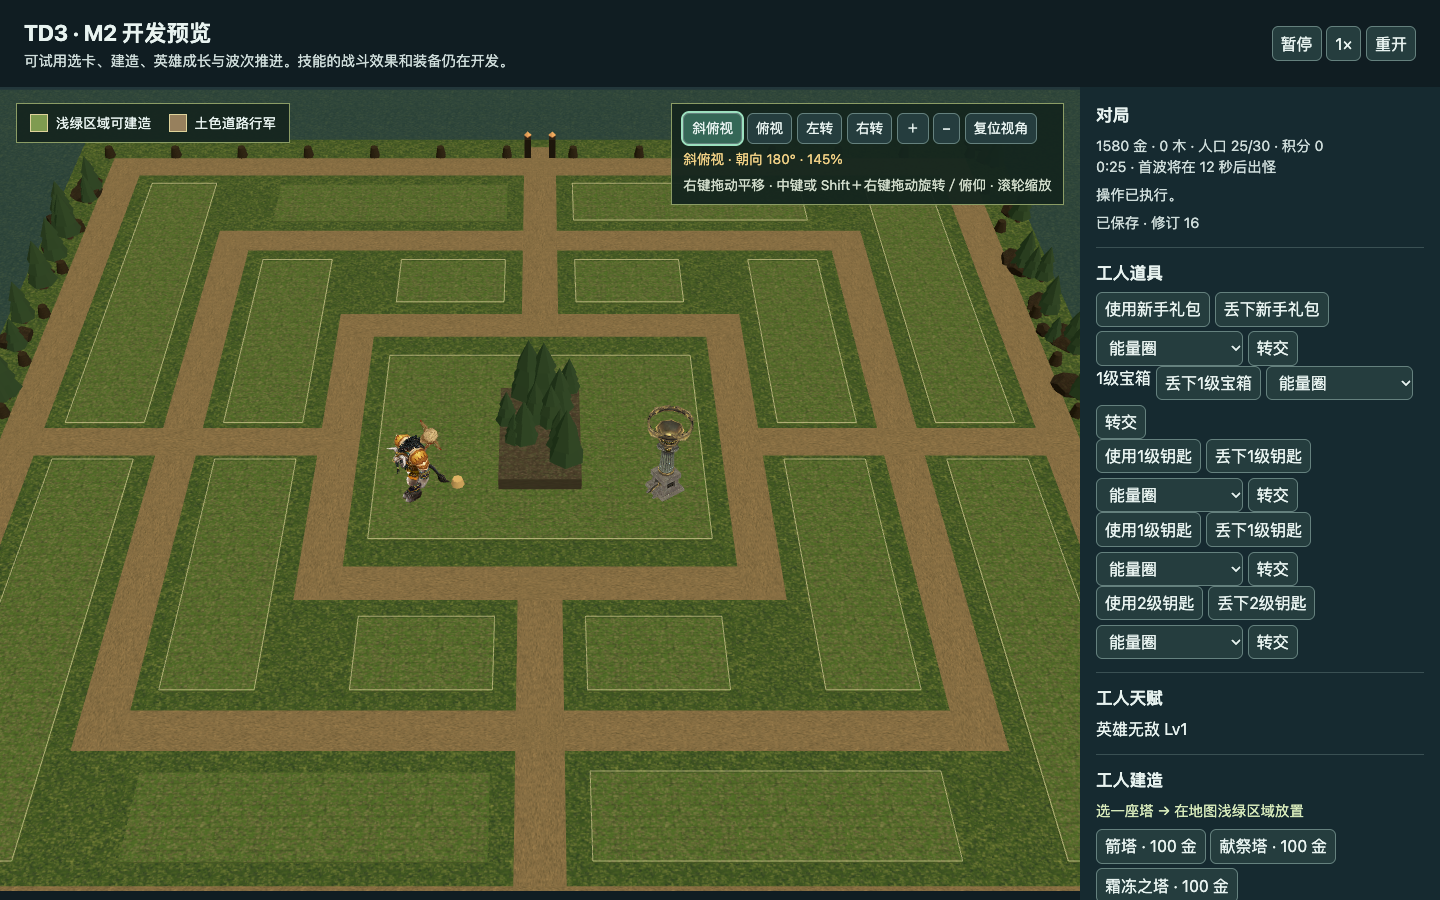 TD3 · M2 开发预览
可试用选卡、建造、英雄成长与波次推进。技能的战斗效果和装备仍在开发。
暂停 1× 重开
浅绿区域可建造 土色道路行军
斜俯视 俯视 左转 右转 + − 复位视角
斜俯视 · 朝向 180° · 145%
右键拖动平移 · 中键或 Shift+右键拖动旋转 / 俯仰 · 滚轮缩放
对局
1580 金 · 0 木 · 人口 25/30 · 积分 0
0:25 · 首波将在 12 秒后出怪
操作已执行。
已保存 · 修订 16
工人道具
使用新手礼包 丢下新手礼包
能量圈 转交
1级宝箱 丢下1级宝箱 能量圈
转交
使用1级钥匙 丢下1级钥匙
能量圈 转交
使用1级钥匙 丢下1级钥匙
能量圈 转交
使用2级钥匙 丢下2级钥匙
能量圈 转交
工人天赋
英雄无敌 Lv1
工人建造
选一座塔 → 在地图浅绿区域放置
箭塔 · 100 金 献祭塔 · 100 金
霜冻之塔 · 100 金